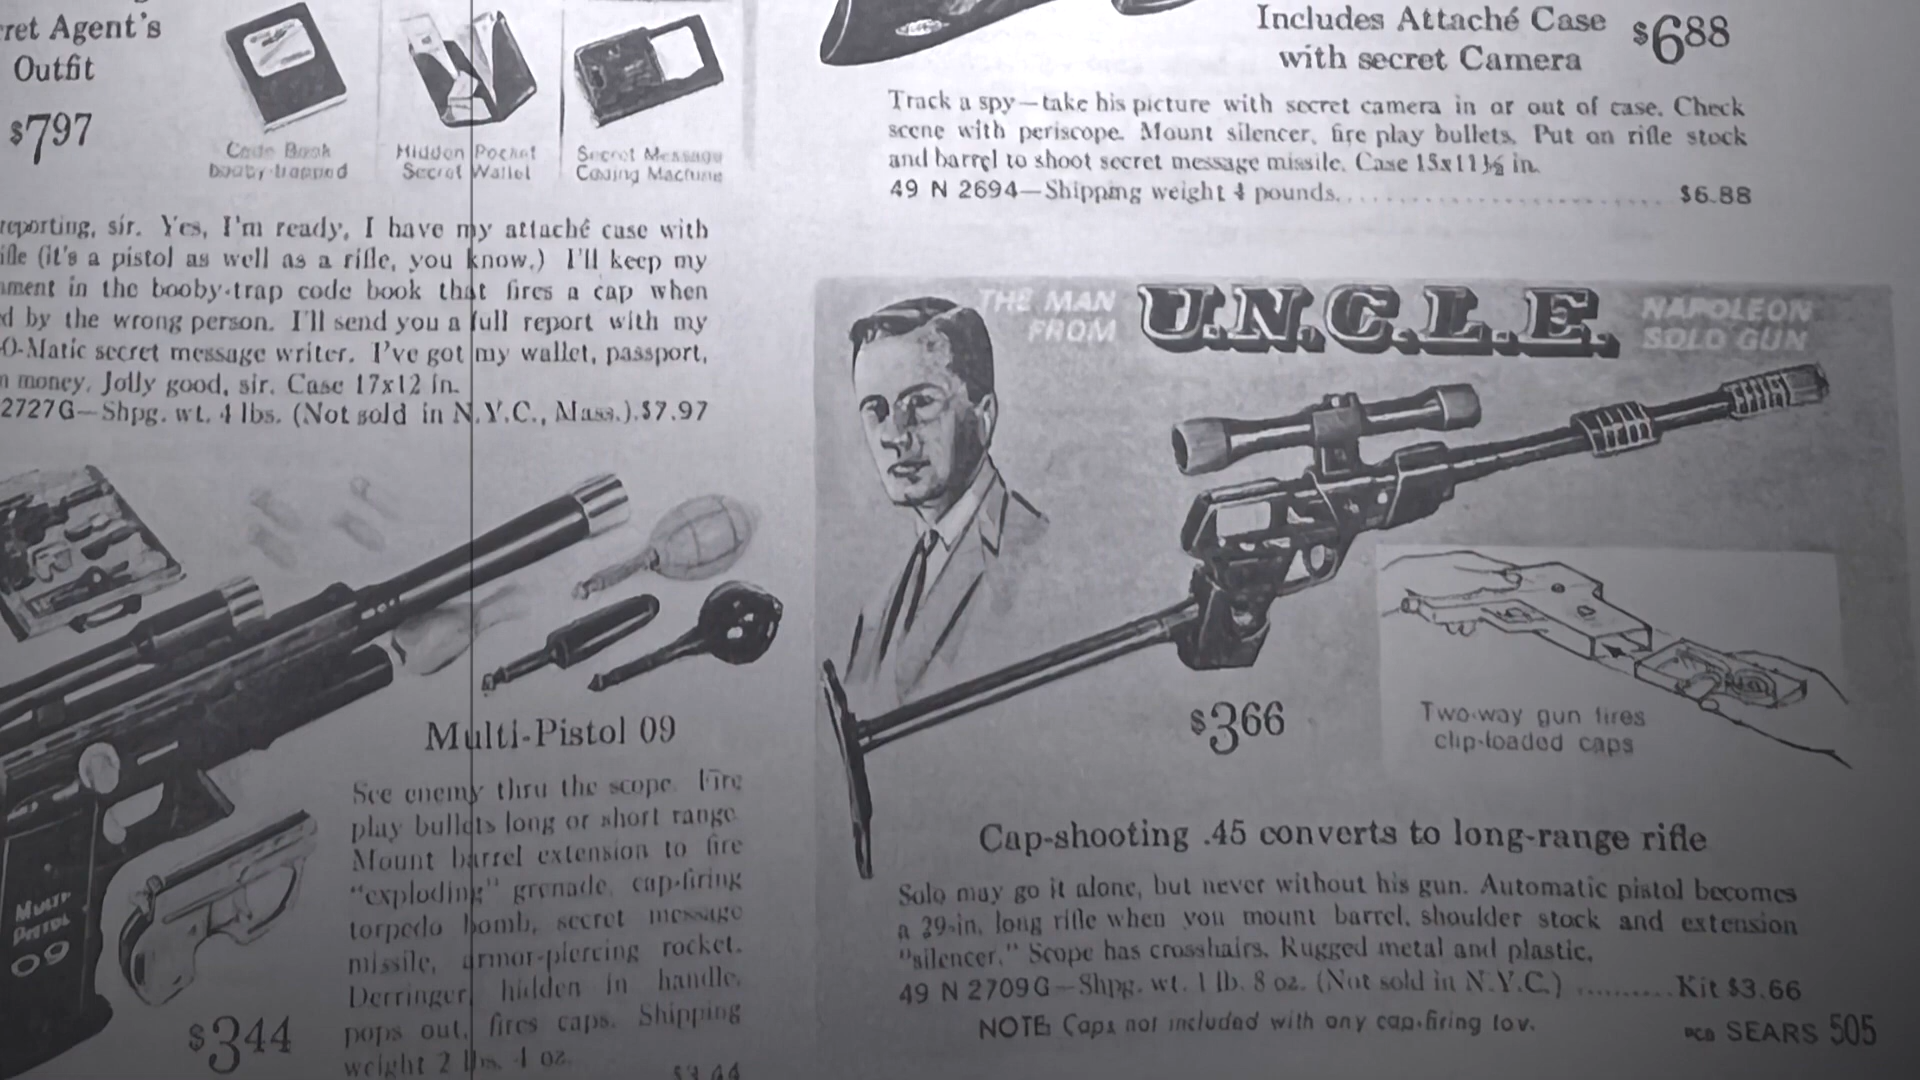 ret Agent's
Outfit
$7.97
Code Book
booby-trapped
Hidden Pocket
Secret Wallet
Secret Message
Coding Machine
reporting, sir. Yes, I'm ready, I have my attaché case with
ifle (it's a pistol as well as a rifle, you know.) I'll keep my
ment in the booby-trap code book that fires a cap when
d by the wrong person. I'll send you a full report with my
O-Matic secret message writer. I've got my wallet, passport,
n money. Jolly good, sir. Case 17x12 in.
2727G—Shpg. wt. 4 lbs. (Not sold in N.Y.C., Mass.).$7.97
Multi-Pistol 09
See enemy thru the scope. Fire
play bullets long or short range.
Mount barrel extension to fire
"exploding" grenade, cap-firing
torpedo bomb, secret message
missile, armor-piercing rocket.
Derringer, hidden in handle,
pops out, fires caps. Shipping
weight 2 lbs. 4 oz.
$3.44
MULTI
PISTOL
09
$3.44
Includes Attaché Case
with secret Camera
$6.88
Track a spy—take his picture with secret camera in or out of case. Check
scene with periscope. Mount silencer, fire play bullets. Put on rifle stock
and barrel to shoot secret message missile. Case 15x11½ in.
49 N 2694—Shipping weight 4 pounds. . . . . . . . . . . . . . . . . . . . . . . . $6.88
THE MAN
FROM
U.N.C.L.E.
NAPOLEON
SOLO GUN
$3.66
Two-way gun fires
clip-loaded caps
Cap-shooting .45 converts to long-range rifle
Solo may go it alone, but never without his gun. Automatic pistol becomes
a 29-in. long rifle when you mount barrel, shoulder stock and extension
"silencer." Scope has crosshairs. Rugged metal and plastic.
49 N 2709G—Shpg. wt. 1 lb. 8 oz. (Not sold in N.Y.C.) ..........Kit $3.66
NOTE: Caps not included with any cap-firing toy.
SEARS 505